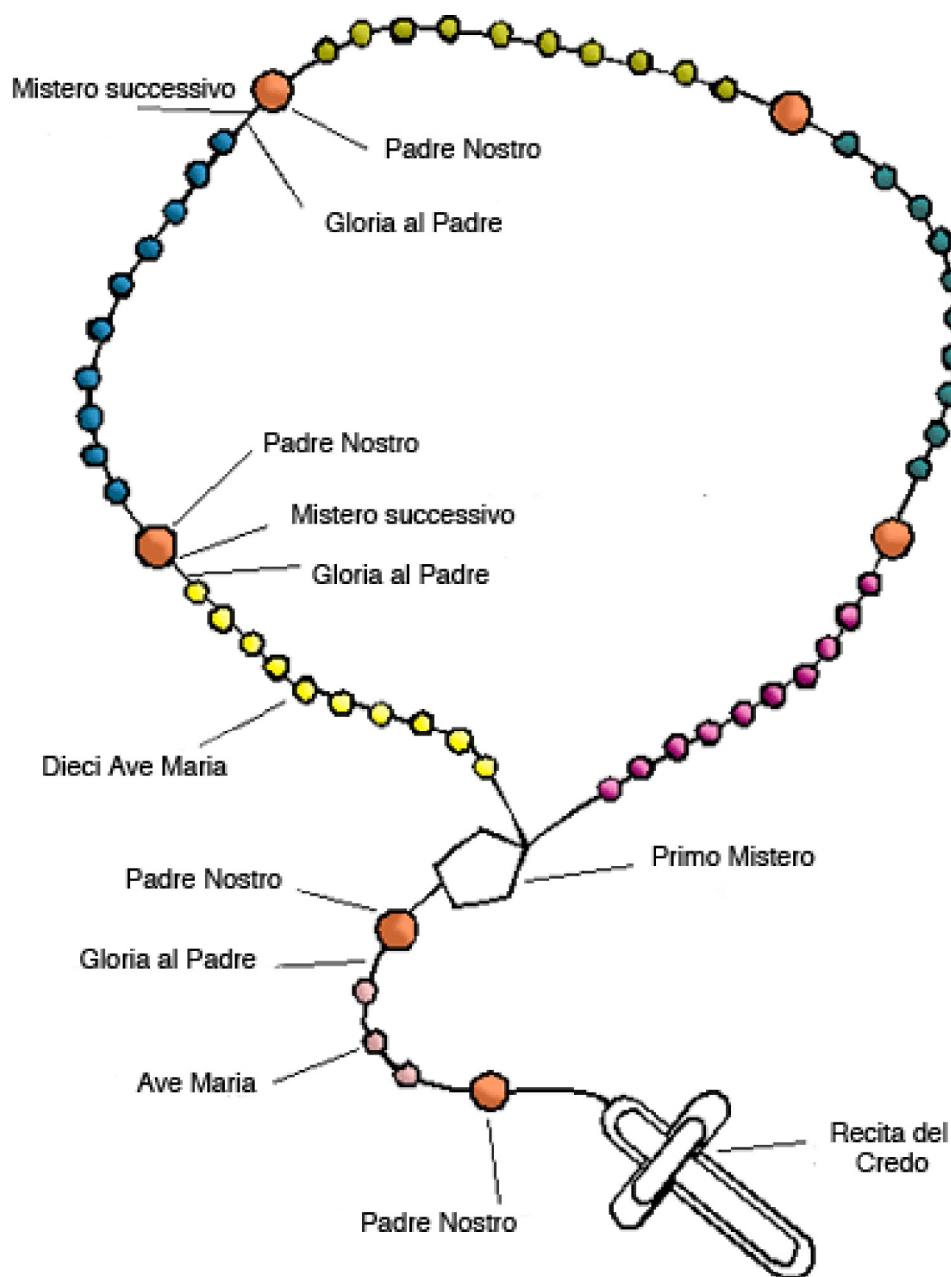 Mistero successivo
Padre Nostro
Gloria al Padre
Padre Nostro
Mistero successivo
Gloria al Padre
Dieci Ave Maria
Primo Mistero
Padre Nostro
Gloria al Padre
Ave Maria
Recita del
Credo
Padre Nostro